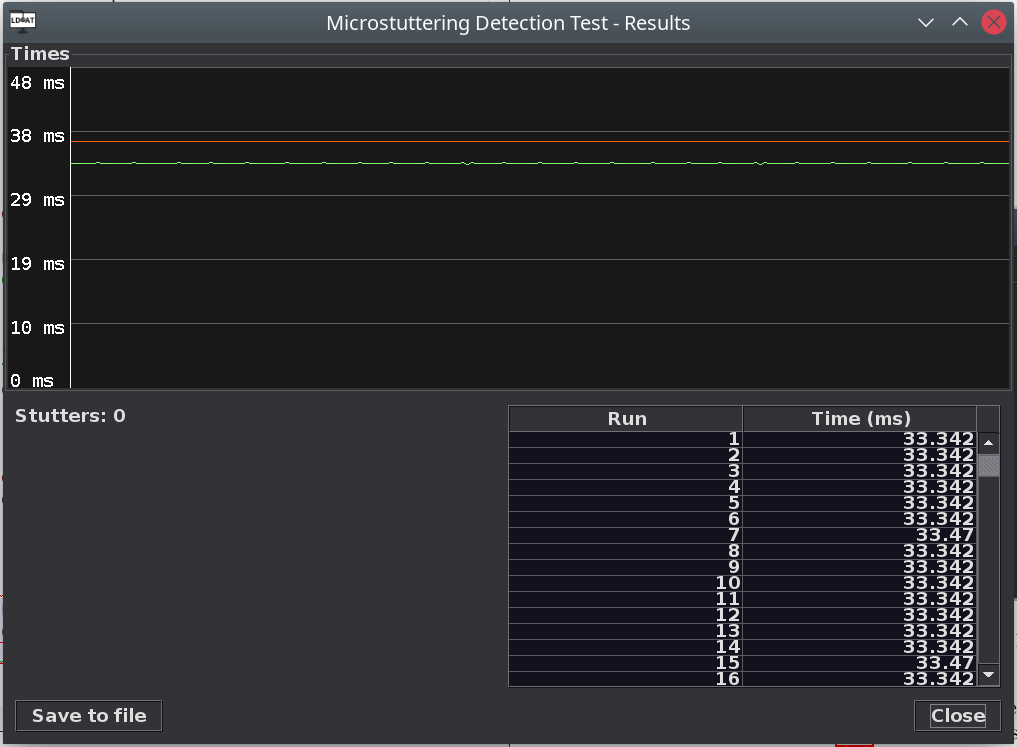 LDAT
Microstuttering Detection Test - Results
Times
48 ms
38 ms
29 ms
19 ms
10 ms
0 ms
Stutters: 0
Run Time (ms)
1 33.342
2 33.342
3 33.342
4 33.342
5 33.342
6 33.342
7 33.47
8 33.342
9 33.342
10 33.342
11 33.342
12 33.342
13 33.342
14 33.342
15 33.47
16 33.342
Save to file Close